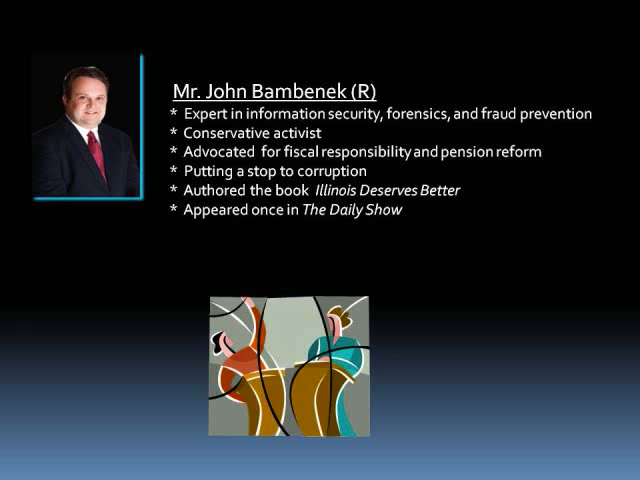 Mr. John Bambenek (R)
* Expert in information security, forensics, and fraud prevention
* Conservative activist
* Advocated for fiscal responsibility and pension reform
* Putting a stop to corruption
* Authored the book Illinois Deserves Better
* Appeared once in The Daily Show